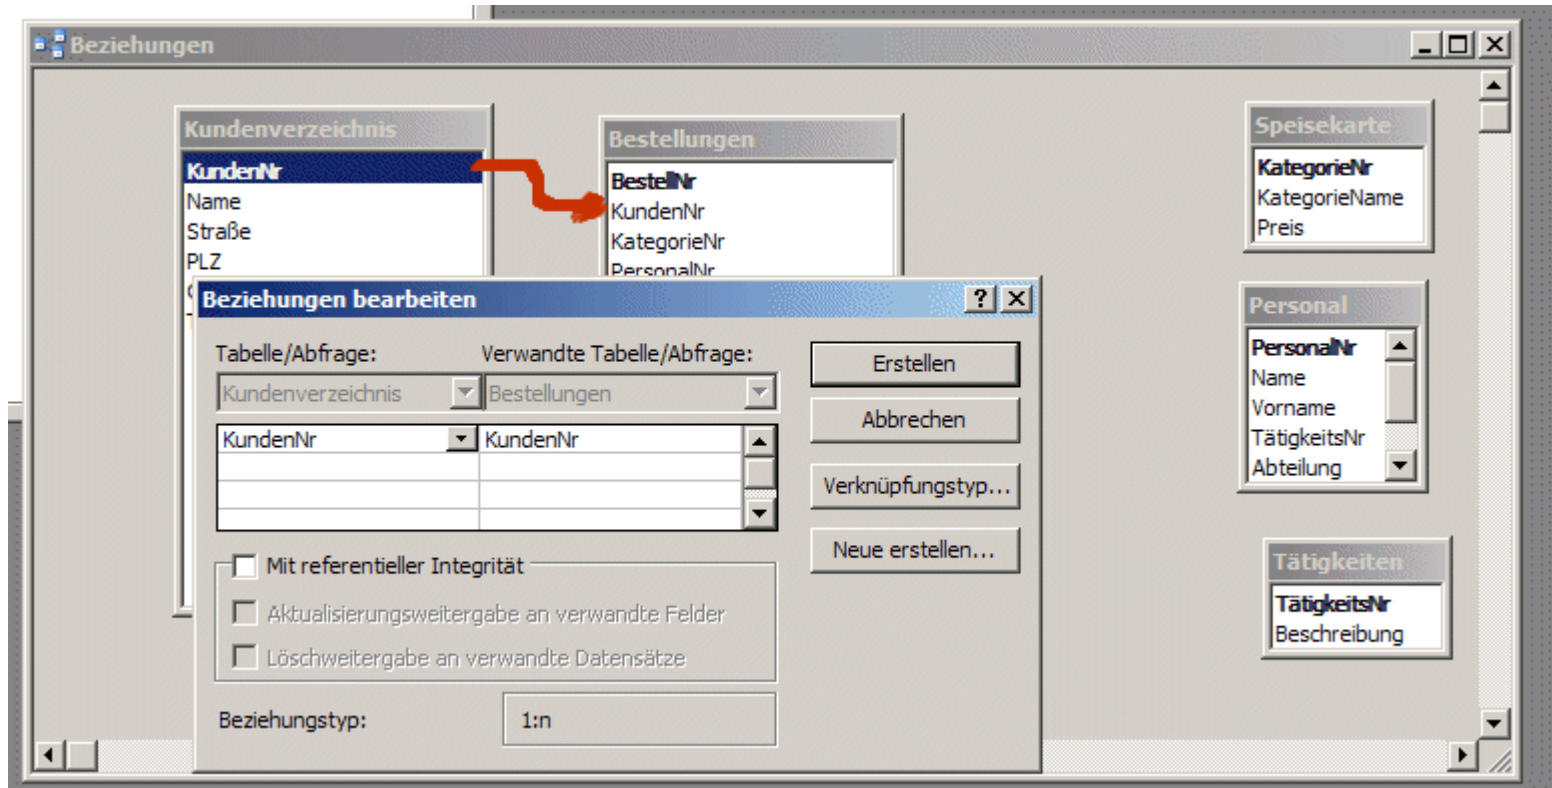 Beziehungen
Kundenverzeichnis
KundenNr
Name
Straße
PLZ
Bestellungen
BestellNr
KundenNr
KategorieNr
PersonalNr
Speisekarte
KategorieNr
KategorieName
Preis
Personal
PersonalNr
Name
Vorname
TätigkeitsNr
Abteilung
Tätigkeiten
TätigkeitsNr
Beschreibung
Beziehungen bearbeiten
Tabelle/Abfrage: Verwandte Tabelle/Abfrage:
Kundenverzeichnis Bestellungen
KundenNr KundenNr
Erstellen
Abbrechen
Verknüpfungstyp...
Neue erstellen...
Mit referentieller Integrität
Aktualisierungsweitergabe an verwandte Felder
Löschweitergabe an verwandte Datensätze
Beziehungstyp: 1:n